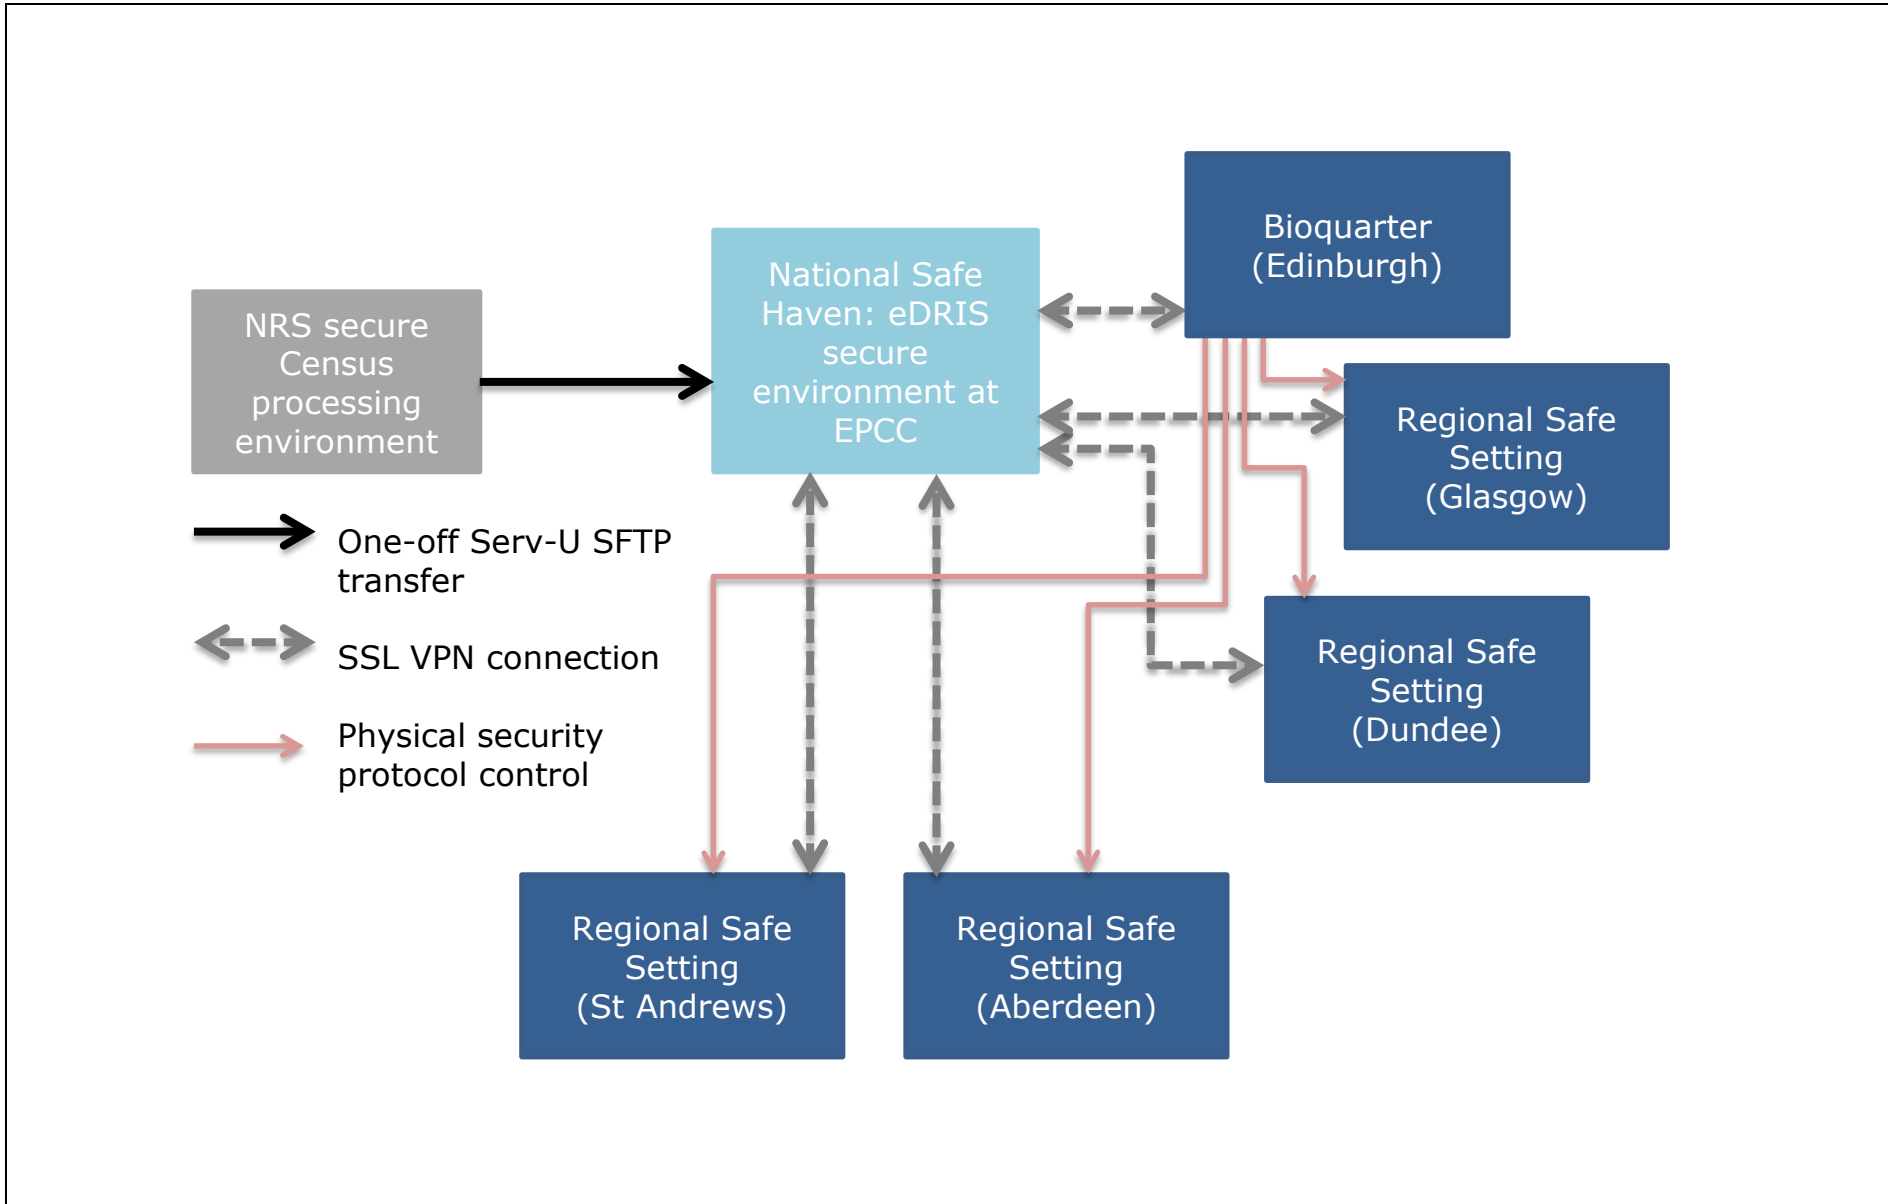 Bioquarter
(Edinburgh)
National Safe
Haven: eDRIS
secure
environment at
EPCC
NRS secure
Census
processing
environment
Regional Safe
Setting
(Glasgow)
One-off Serv-U SFTP
transfer
SSL VPN connection
Physical security
protocol control
Regional Safe
Setting
(Dundee)
Regional Safe
Setting
(St Andrews)
Regional Safe
Setting
(Aberdeen)